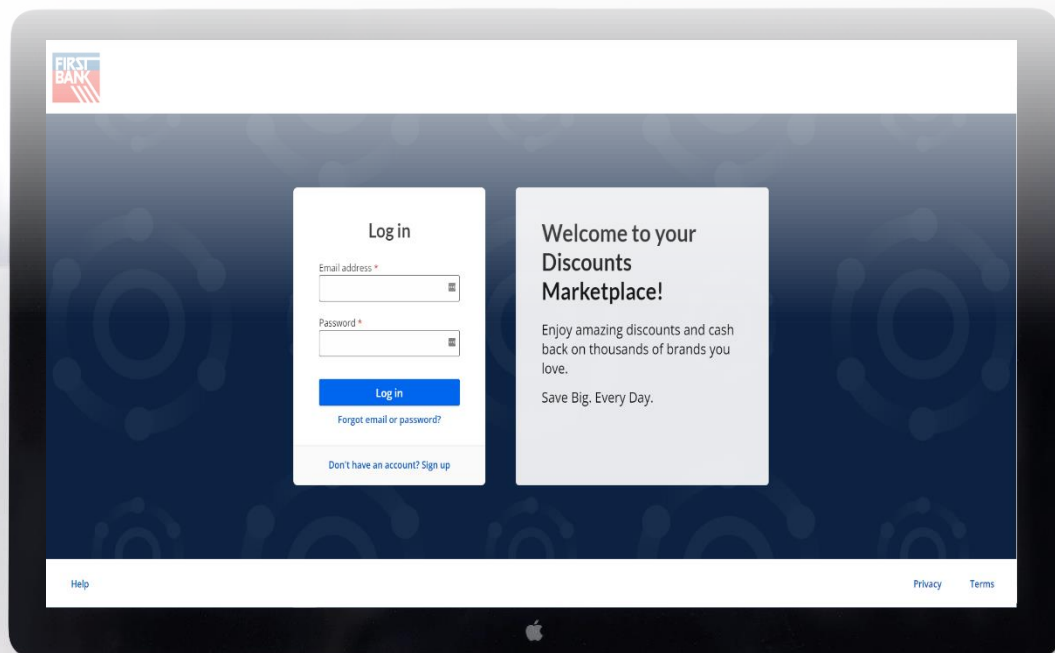 FIRST
BANK
Log in
Email address *
Password *
Log in
Forgot email or password?
Don't have an account? Sign up
Welcome to your
Discounts
Marketplace!
Enjoy amazing discounts and cash
back on thousands of brands you
love.
Save Big. Every Day.
Help
Privacy
Terms